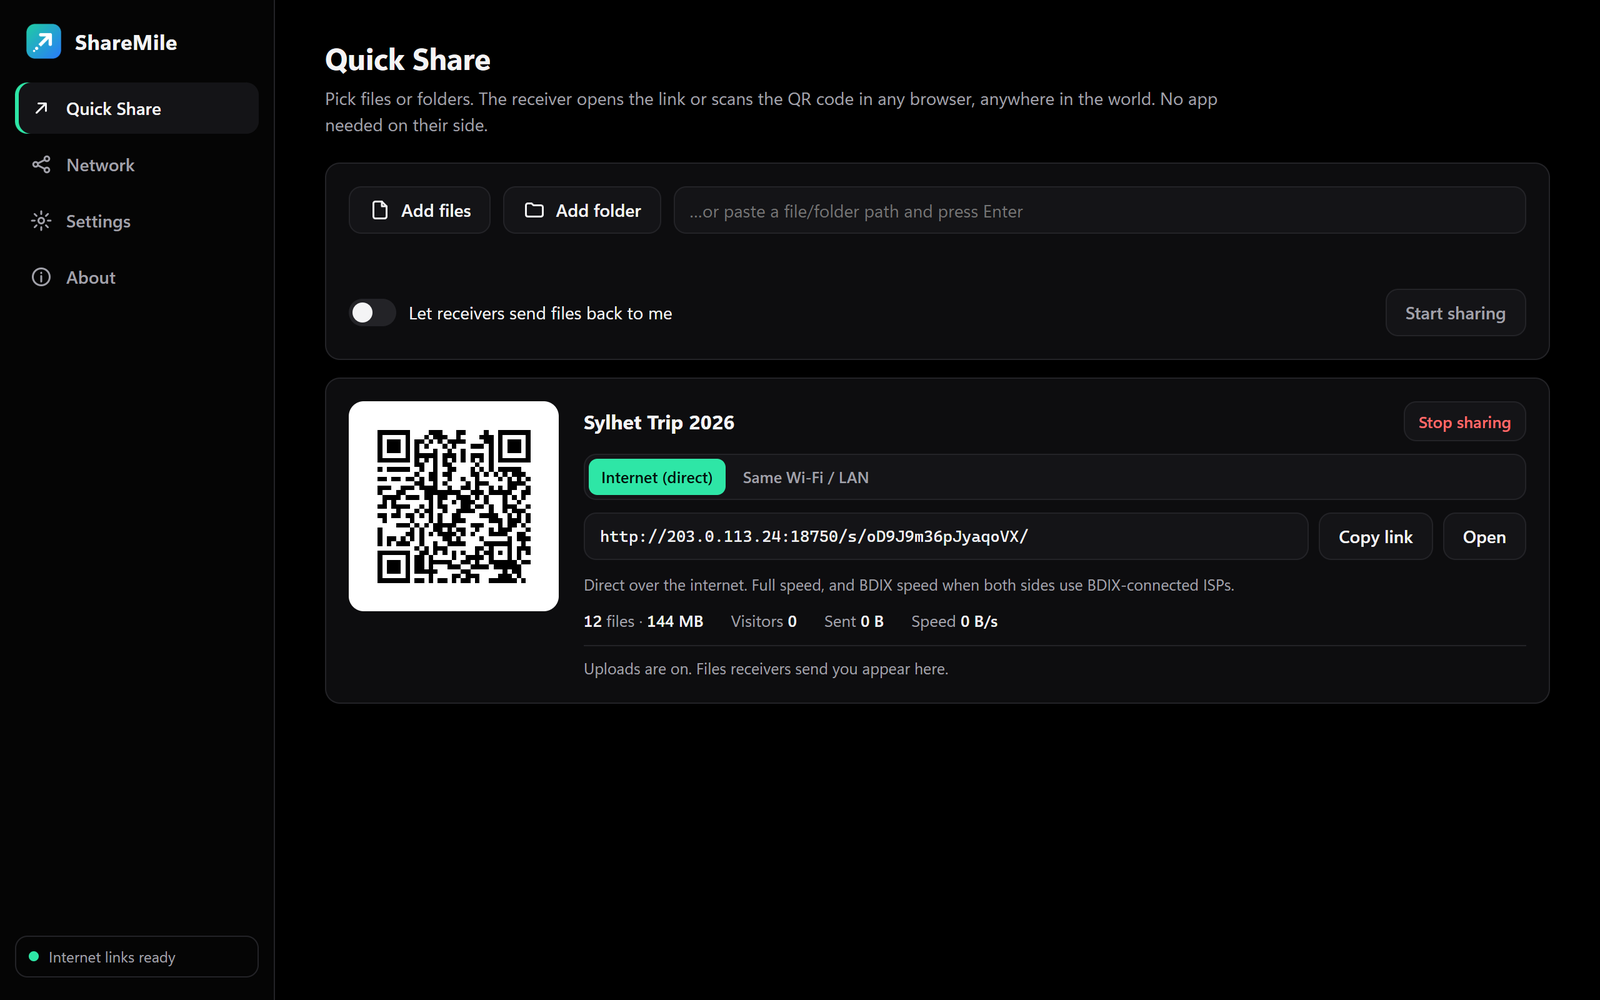 ShareMile
Quick Share
Network
Settings
About
Internet links ready
Quick Share
Pick files or folders. The receiver opens the link or scans the QR code in any browser, anywhere in the world. No app
needed on their side.
Add files
Add folder
...or paste a file/folder path and press Enter
Let receivers send files back to me
Start sharing
Sylhet Trip 2026
Stop sharing
Internet (direct)
Same Wi-Fi / LAN
http://203.0.113.24:18750/s/oD9J9m36pJyaqoVX/
Copy link
Open
Direct over the internet. Full speed, and BDIX speed when both sides use BDIX-connected ISPs.
12 files · 144 MB Visitors 0 Sent 0 B Speed 0 B/s
Uploads are on. Files receivers send you appear here.